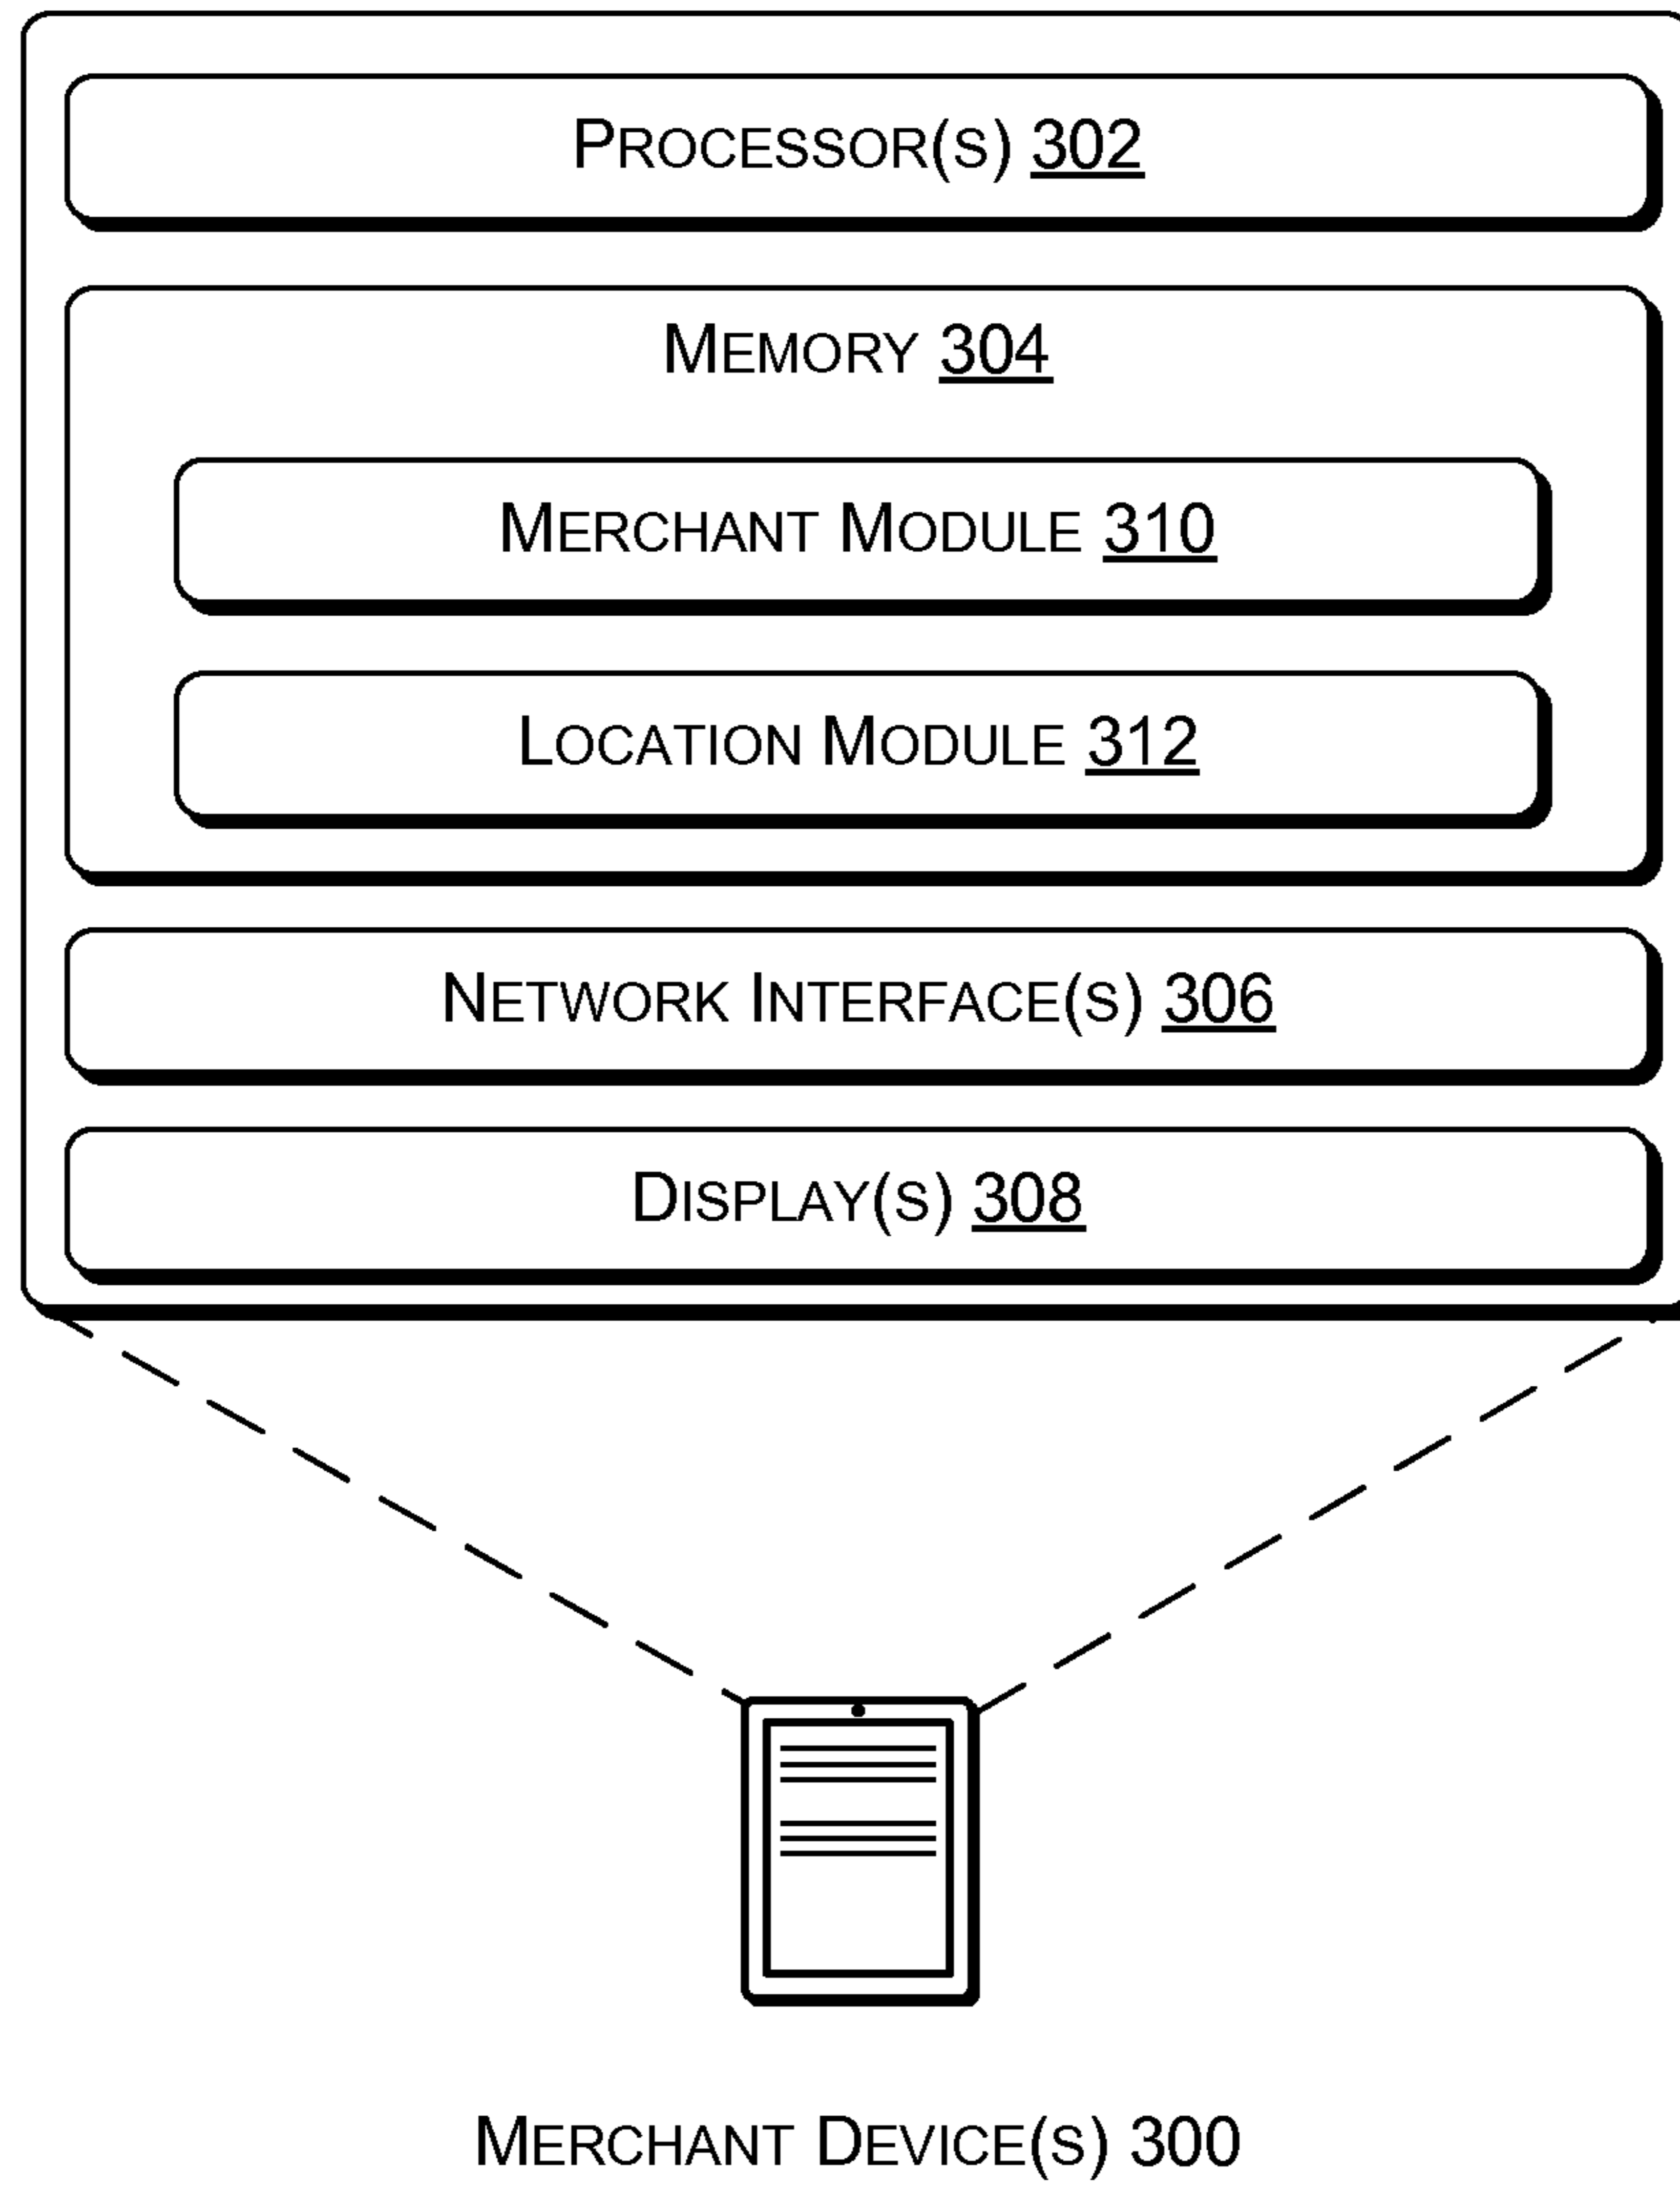 Processor(s) 302
Memory 304
Merchant Module 310
Location Module 312
Network Interface(s) 306
Display(s) 308
Merchant Device(s) 300